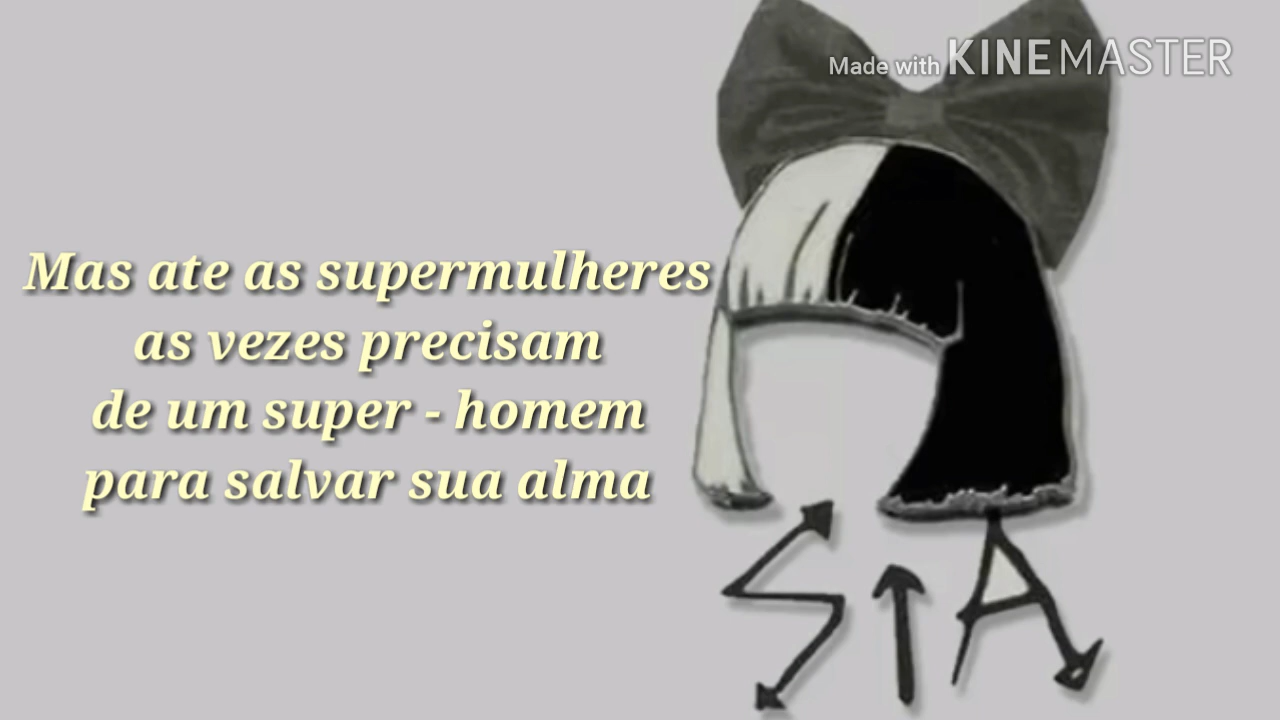 Made with KINEMASTER
Mas ate as supermulheres
as vezes precisam
de um super - homem
para salvar sua alma
SIA